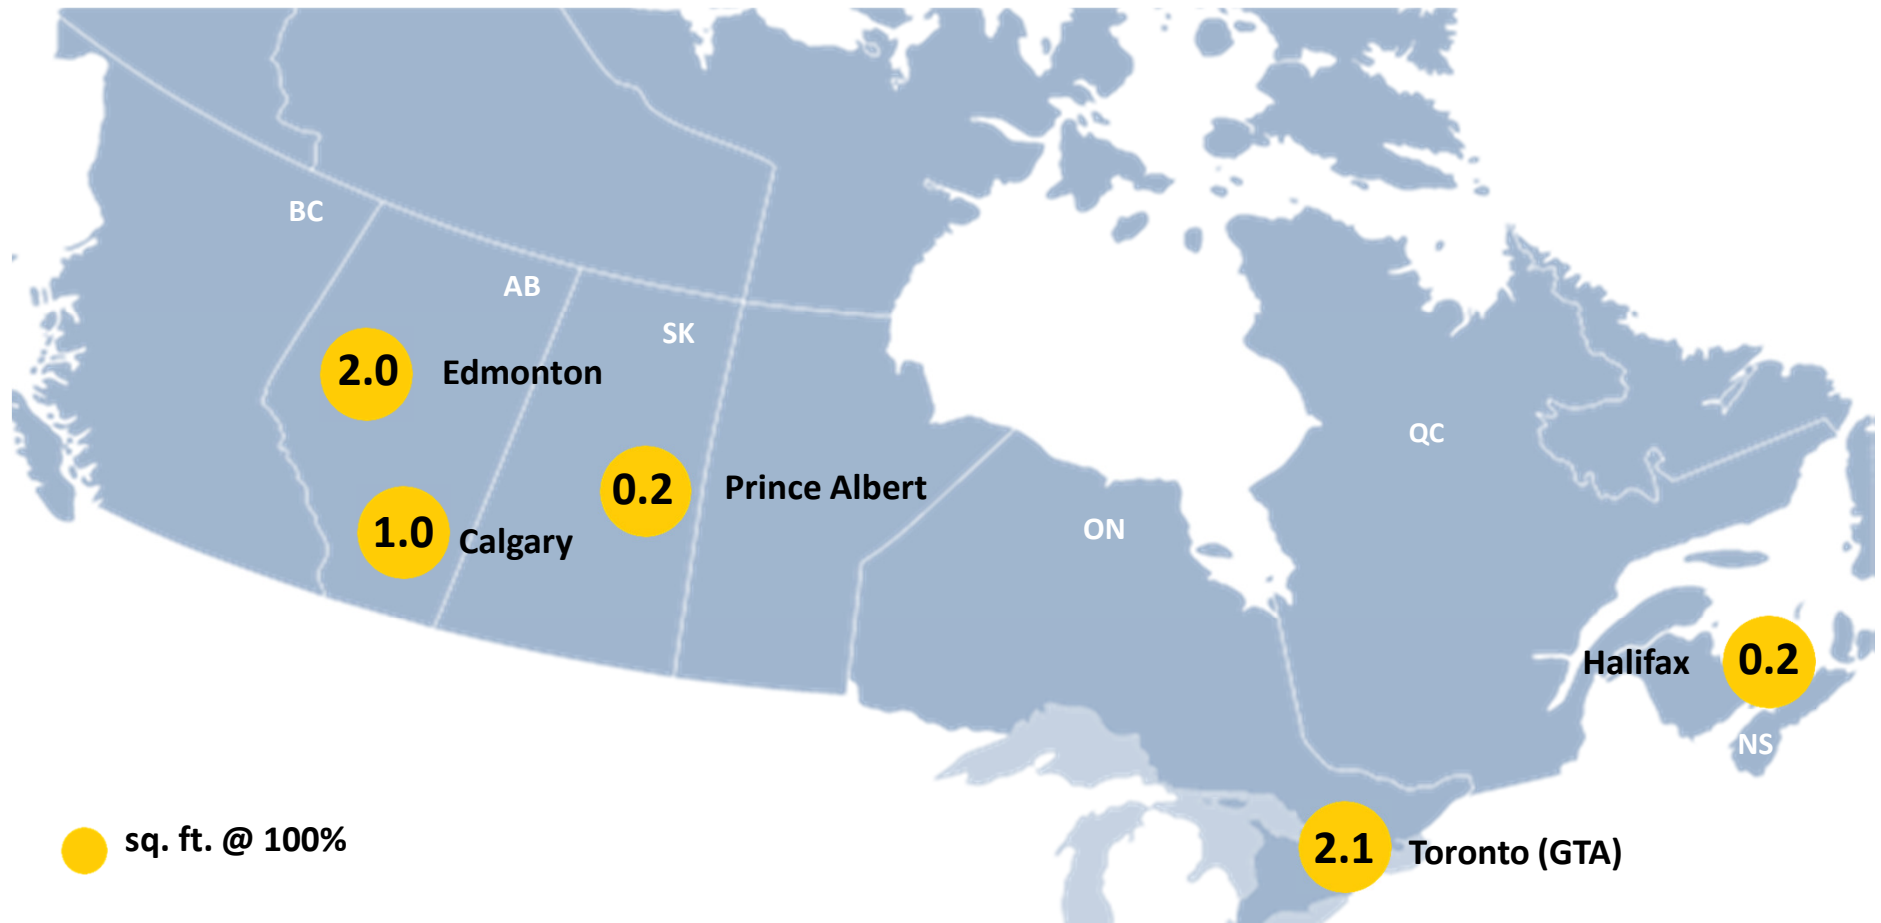 BC
AB
SK
2.0 Edmonton
QC
0.2 Prince Albert
ON
1.0 Calgary
Halifax 0.2
NS
sq. ft. @ 100%
2.1 Toronto (GTA)